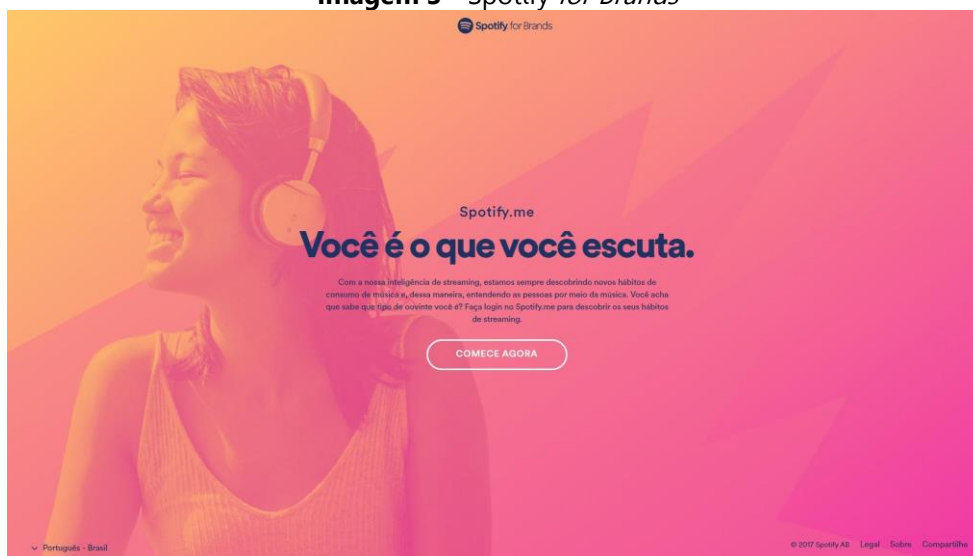 Imagem 3 – Spotify for Brands
Spotify for Brands
Spotify.me
Você é o que você escuta.
Com a nossa inteligência de streaming, estamos sempre descobrindo novos hábitos de
consumo de música e, dessa maneira, entendendo as pessoas por meio da música. Você acha
que sabe que tipo de ouvinte você é? Faça login no Spotify.me para descobrir os seus hábitos
de streaming.
COMECE AGORA
Português - Brasil
© 2017 Spotify AB Legal Sobre Compartilhe